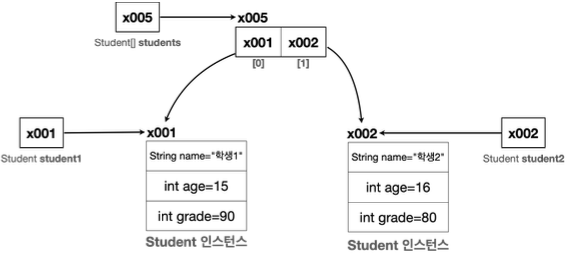 x005 x005
Student[] students
x001 x002
[0] [1]
x001 x001 x002 x002
Student student1 Student student2
String name="학생1" String name="학생2"
int age=15 int age=16
int grade=90 int grade=80
Student 인스턴스 Student 인스턴스